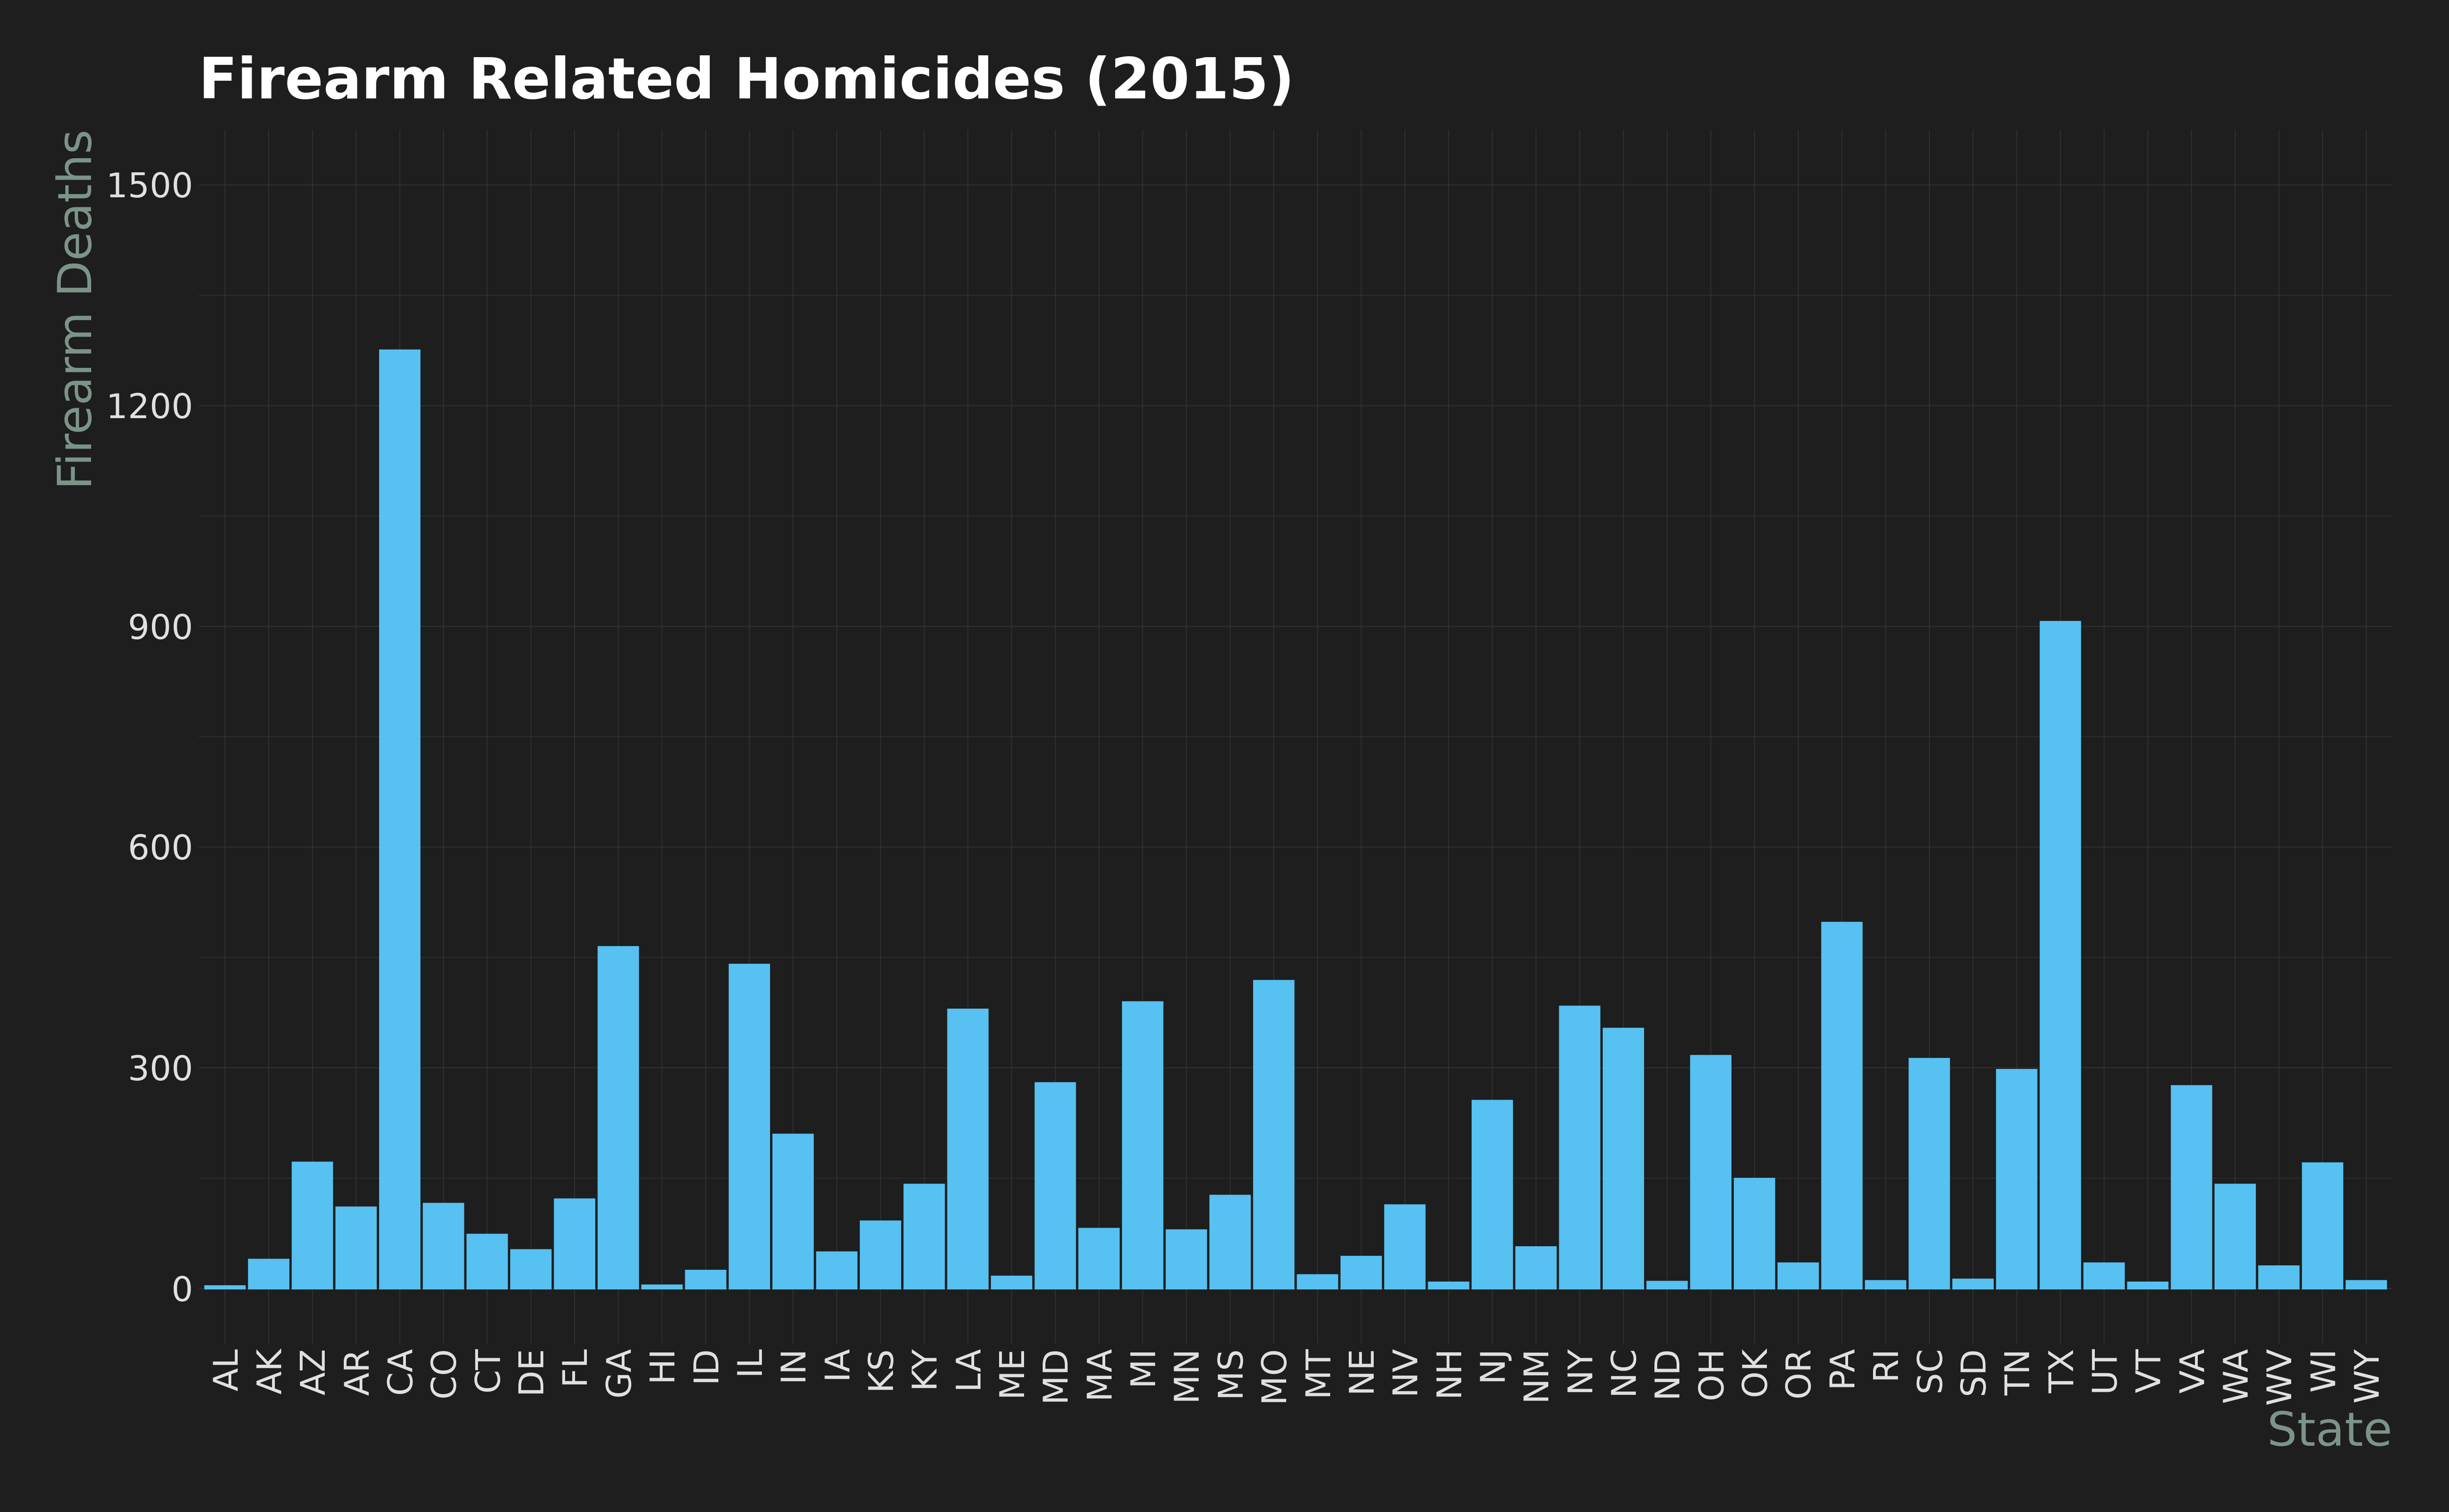 Firearm Related Homicides (2015)
Firearm Deaths
1500
1200
900
600
300
0
AL AK AZ AR CA CO CT DE FL GA HI ID IL IN IA KS KY LA ME MD MA MI MN MS MO MT NE NV NH NJ NM NY NC ND OH OK OR PA RI SC SD TN TX UT VT VA WA WV WI WY
State